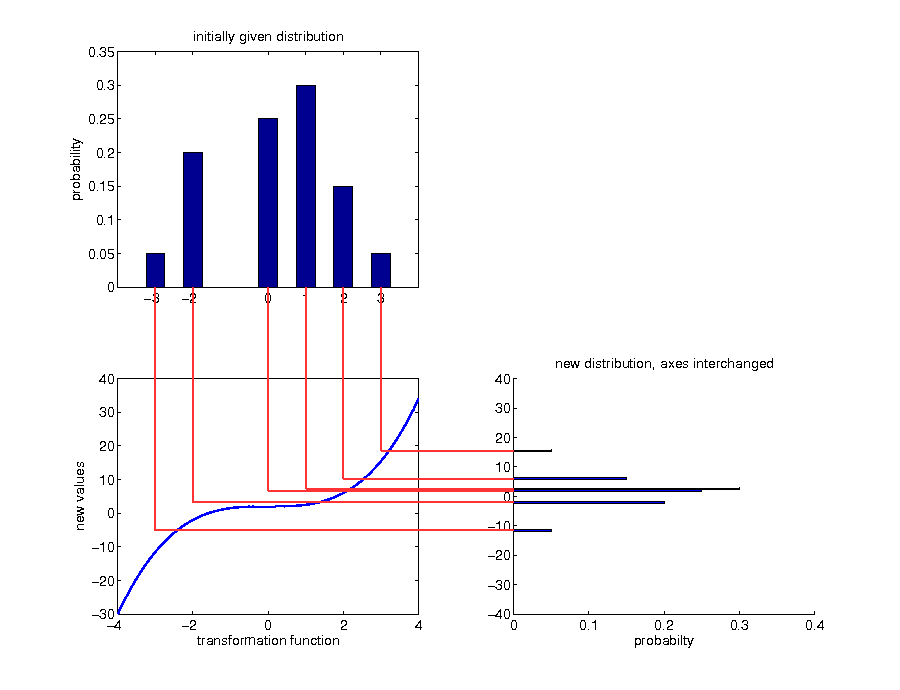 initially given distribution
0.35
0.3
0.25
0.2
0.15
0.1
0.05
0
probability
−3 −2 0 1 2 3
new distribution, axes interchanged
40
30
20
10
0
−10
−20
−30
new values
−4 −2 0 2 4
transformation function
40
30
20
10
0
−10
−20
−30
−40
0 0.1 0.2 0.3 0.4
probabilty